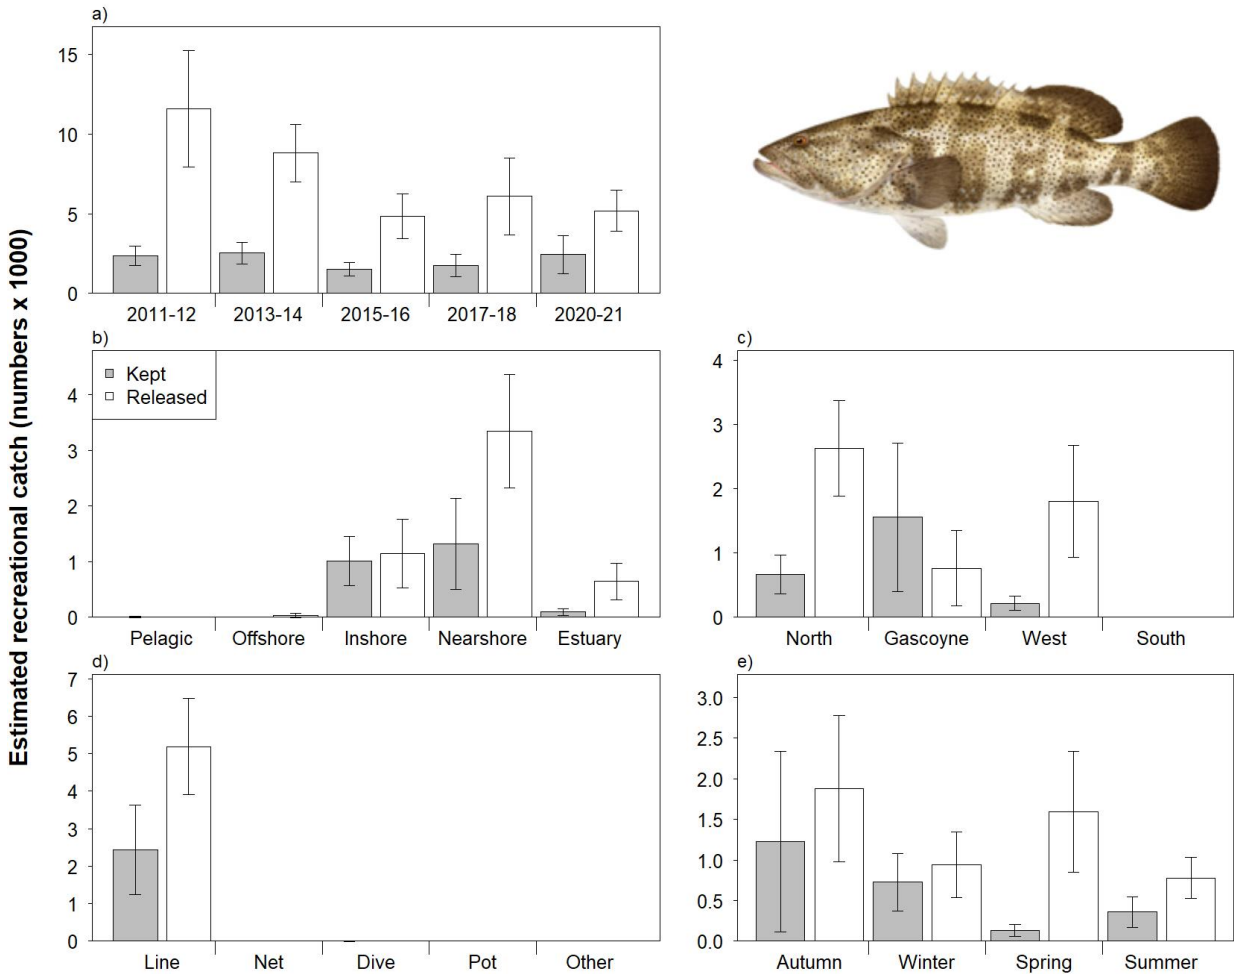 Estimated recreational catch (numbers x 1000)
a)
15
10
5
0
2011-12 2013-14 2015-16 2017-18 2020-21
b)
Kept
Released
4
3
2
1
0
Pelagic Offshore Inshore Nearshore Estuary
c)
4
3
2
1
0
North Gascoyne West South
d)
7
6
5
4
3
2
1
0
Line Net Dive Pot Other
e)
3.0
2.5
2.0
1.5
1.0
0.5
0.0
Autumn Winter Spring Summer